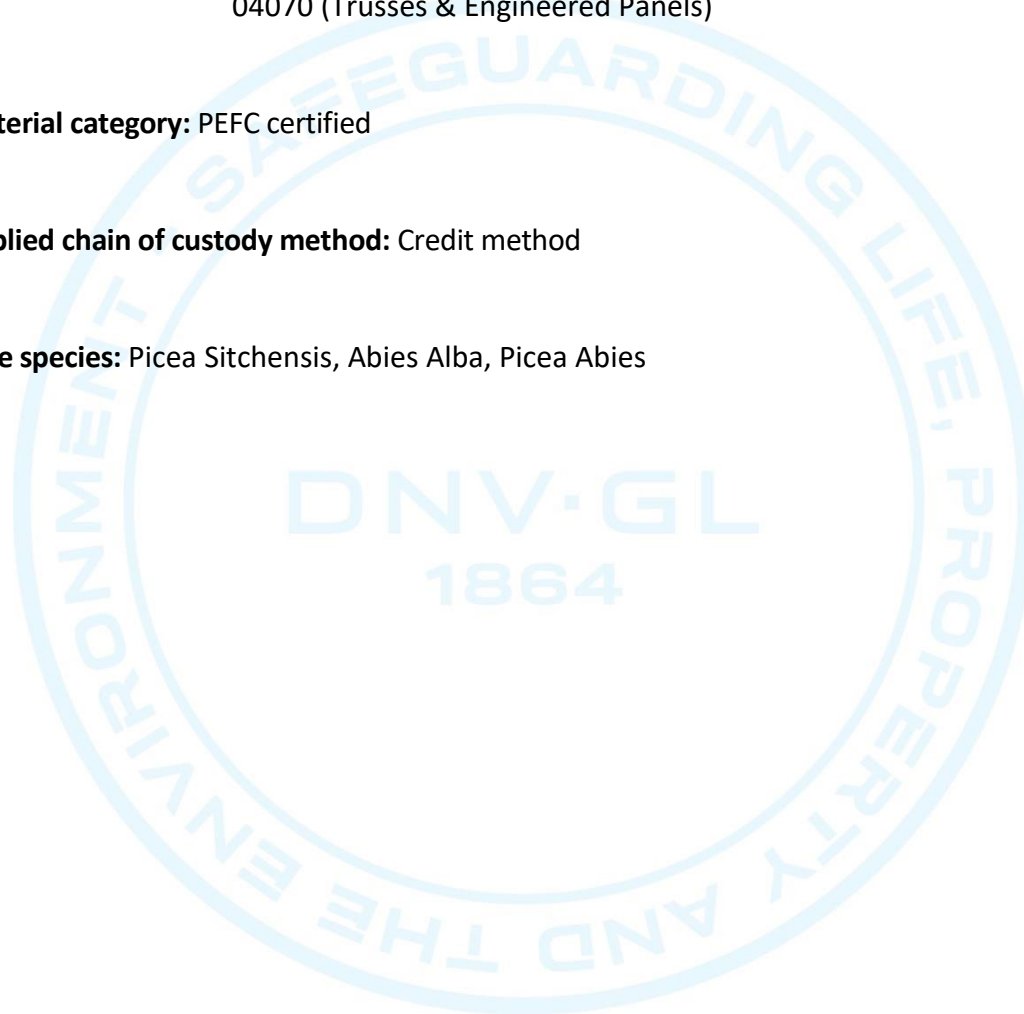 04070 (Trusses & Engineered Panels)
terial category: PEFC certified
plied chain of custody method: Credit method
e species: Picea Sitchensis, Abies Alba, Picea Abies
SAFEGUARDING LIFE, PROPERTY AND THE ENVIRONMENT
DNV·GL
1864